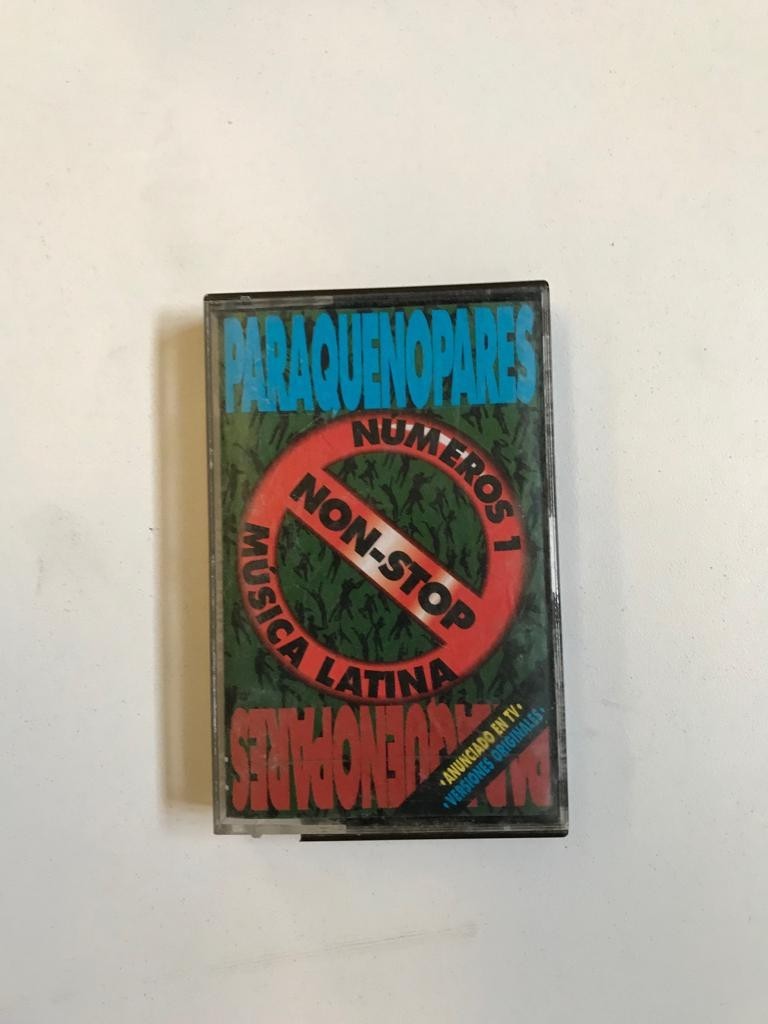 PARAQUENOPARES
NÚMEROS 1
NON-STOP
MÚSICA LATINA
PARAQUENOPARES
•ANUNCIADO EN TV•
•VERSIONES ORIGINALES•